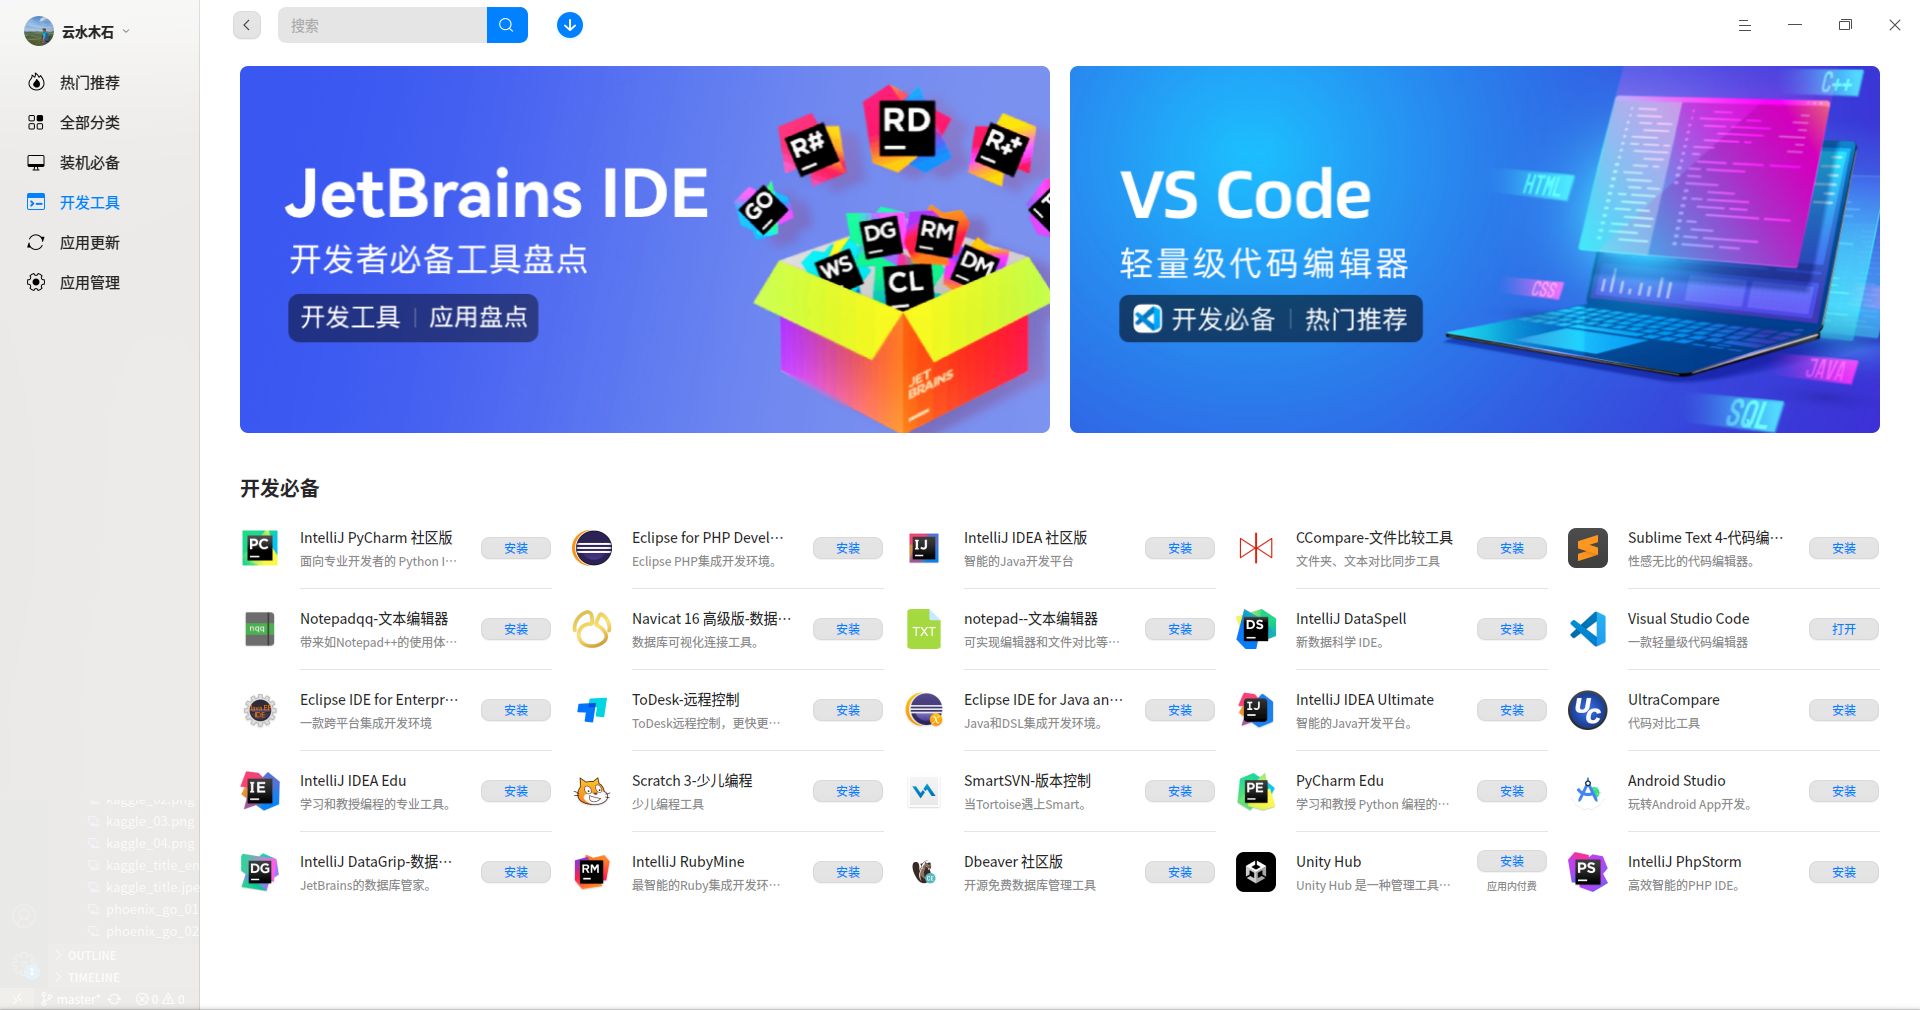 云水木石
搜索
热门推荐
全部分类
装机必备
开发工具
应用更新
应用管理
JetBrains IDE
开发者必备工具盘点
开发工具 | 应用盘点
RD
R#
R++
GO
DG
RM
WS
CL
DM
JET
BRAINS
VS Code
轻量级代码编辑器
开发必备 | 热门推荐
C++
HTML
CSS
JAVA
SQL
开发必备
PC
IntelliJ PyCharm 社区版
面向专业开发者的 Python I···
安装
Eclipse for PHP Devel···
Eclipse PHP集成开发环境。
安装
IJ
IntelliJ IDEA 社区版
智能的Java开发平台
安装
CCompare-文件比较工具
文件夹、文本对比同步工具
安装
Sublime Text 4-代码编···
性感无比的代码编辑器。
安装
nqq
Notepadqq-文本编辑器
带来如Notepad++的使用体···
安装
Navicat 16 高级版-数据···
数据库可视化连接工具。
安装
TXT
notepad--文本编辑器
可实现编辑器和文件对比等···
安装
DS
IntelliJ DataSpell
新数据科学 IDE。
安装
Visual Studio Code
一款轻量级代码编辑器
打开
Java EE
IDE
Eclipse IDE for Enterpr···
一款跨平台集成开发环境
安装
ToDesk-远程控制
ToDesk远程控制，更快更···
安装
Eclipse IDE for Java an···
Java和DSL集成开发环境。
安装
IJ
IntelliJ IDEA Ultimate
智能的Java开发平台。
安装
UC
UltraCompare
代码对比工具
安装
IE
IntelliJ IDEA Edu
学习和教授编程的专业工具。
安装
Scratch 3-少儿编程
少儿编程工具
安装
SmartSVN-版本控制
当Tortoise遇上Smart。
安装
PE
PyCharm Edu
学习和教授 Python 编程的···
安装
Android Studio
玩转Android App开发。
安装
DG
IntelliJ DataGrip-数据···
JetBrains的数据库管家。
安装
RM
IntelliJ RubyMine
最智能的Ruby集成开发环···
安装
CE
Dbeaver 社区版
开源免费数据库管理工具
安装
Unity Hub
Unity Hub 是一种管理工具···
安装
应用内付费
PS
IntelliJ PhpStorm
高效智能的PHP IDE。
安装
kaggle_02.png
kaggle_03.png
kaggle_04.png
kaggle_title_en
kaggle_title.jpe
phoenix_go_01
phoenix_go_02
OUTLINE
TIMELINE
1
master* 0 0